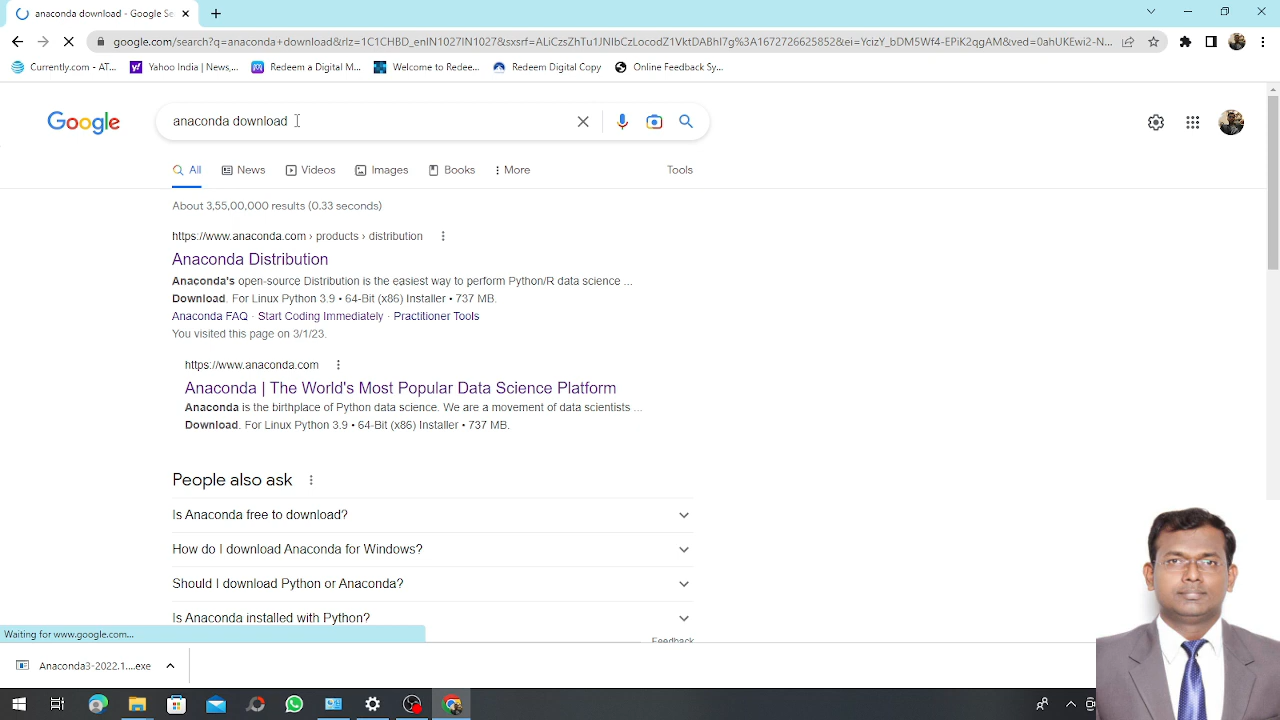 anaconda download - Google Se
google.com/search?q=anaconda+download&rlz=1C1CHBD_enIN1027IN1027&sxsrf=ALiCzsZhTu1JNIbCzLocodZ1VktDABhI7g%3A1672726625852&ei=YcizY_bDM5Wf4-EPiK2qgAM&ved=0ahUKEwi2-N...
Currently.com - AT...
Yahoo India | News,...
Redeem a Digital M...
Welcome to Redee...
Redeem Digital Copy
Online Feedback Sy...
Google
anaconda download
All
News
Videos
Images
Books
More
Tools
About 3,55,00,000 results (0.33 seconds)
https://www.anaconda.com › products › distribution
Anaconda Distribution
Anaconda's open-source Distribution is the easiest way to perform Python/R data science ...
Download. For Linux Python 3.9 • 64-Bit (x86) Installer • 737 MB.
Anaconda FAQ · Start Coding Immediately · Practitioner Tools
You visited this page on 3/1/23.
https://www.anaconda.com
Anaconda | The World's Most Popular Data Science Platform
Anaconda is the birthplace of Python data science. We are a movement of data scientists ...
Download. For Linux Python 3.9 • 64-Bit (x86) Installer • 737 MB.
People also ask
Is Anaconda free to download?
How do I download Anaconda for Windows?
Should I download Python or Anaconda?
Is Anaconda installed with Python?
Feedback
Waiting for www.google.com...
Anaconda3-2022.1....exe